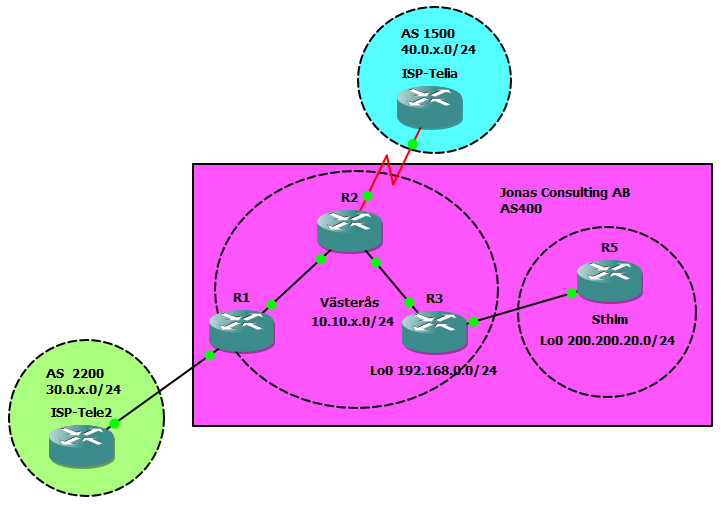 AS 1500
40.0.x.0/24
ISP-Telia
Jonas Consulting AB
AS400
R2
R5
R1
R3
Västerås
10.10.x.0/24
Sthlm
Lo0 200.200.20.0/24
Lo0 192.168.0.0/24
AS 2200
30.0.x.0/24
ISP-Tele2